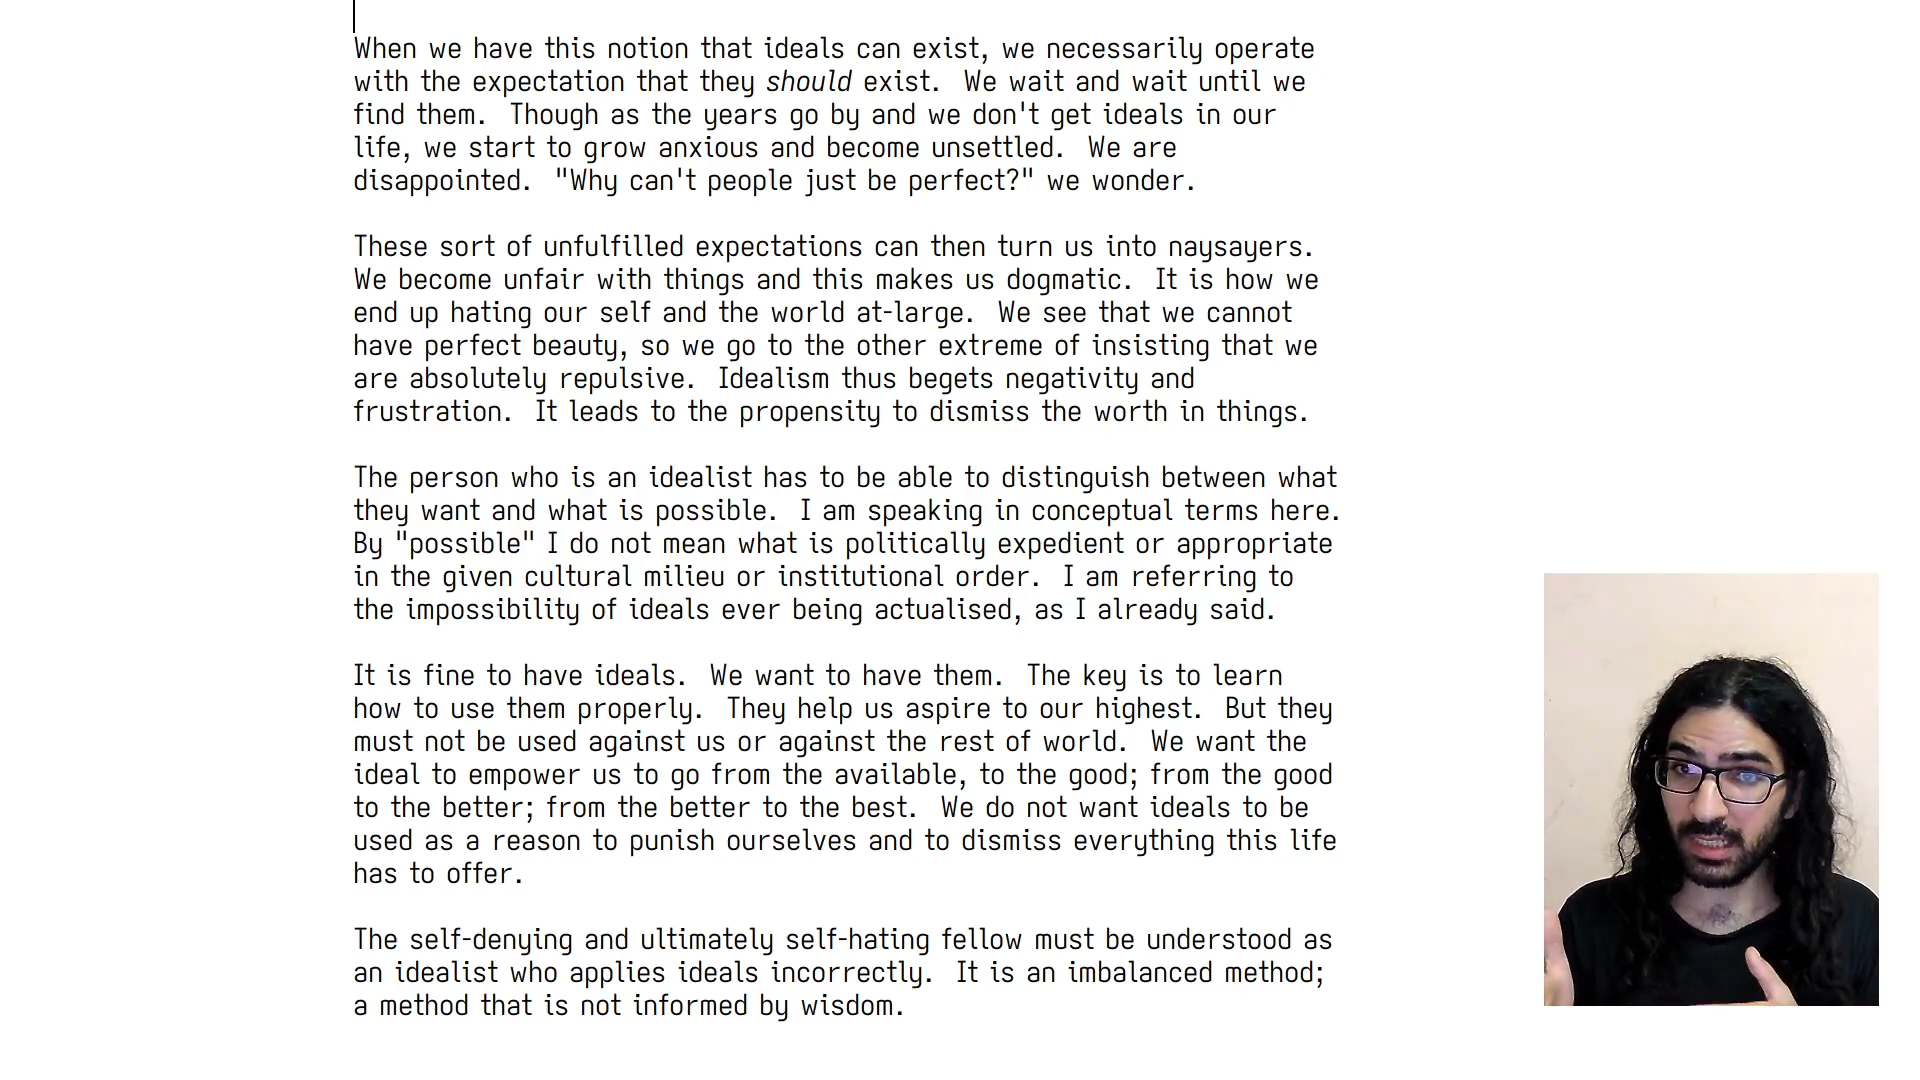 When we have this notion that ideals can exist, we necessarily operate
with the expectation that they should exist.  We wait and wait until we
find them.  Though as the years go by and we don't get ideals in our
life, we start to grow anxious and become unsettled.  We are
disappointed.  "Why can't people just be perfect?" we wonder.
These sort of unfulfilled expectations can then turn us into naysayers.
We become unfair with things and this makes us dogmatic.  It is how we
end up hating our self and the world at-large.  We see that we cannot
have perfect beauty, so we go to the other extreme of insisting that we
are absolutely repulsive.  Idealism thus begets negativity and
frustration.  It leads to the propensity to dismiss the worth in things.
The person who is an idealist has to be able to distinguish between what
they want and what is possible.  I am speaking in conceptual terms here.
By "possible" I do not mean what is politically expedient or appropriate
in the given cultural milieu or institutional order.  I am referring to
the impossibility of ideals ever being actualised, as I already said.
It is fine to have ideals.  We want to have them.  The key is to learn
how to use them properly.  They help us aspire to our highest.  But they
must not be used against us or against the rest of world.  We want the
ideal to empower us to go from the available, to the good; from the good
to the better; from the better to the best.  We do not want ideals to be
used as a reason to punish ourselves and to dismiss everything this life
has to offer.
The self-denying and ultimately self-hating fellow must be understood as
an idealist who applies ideals incorrectly.  It is an imbalanced method;
a method that is not informed by wisdom.